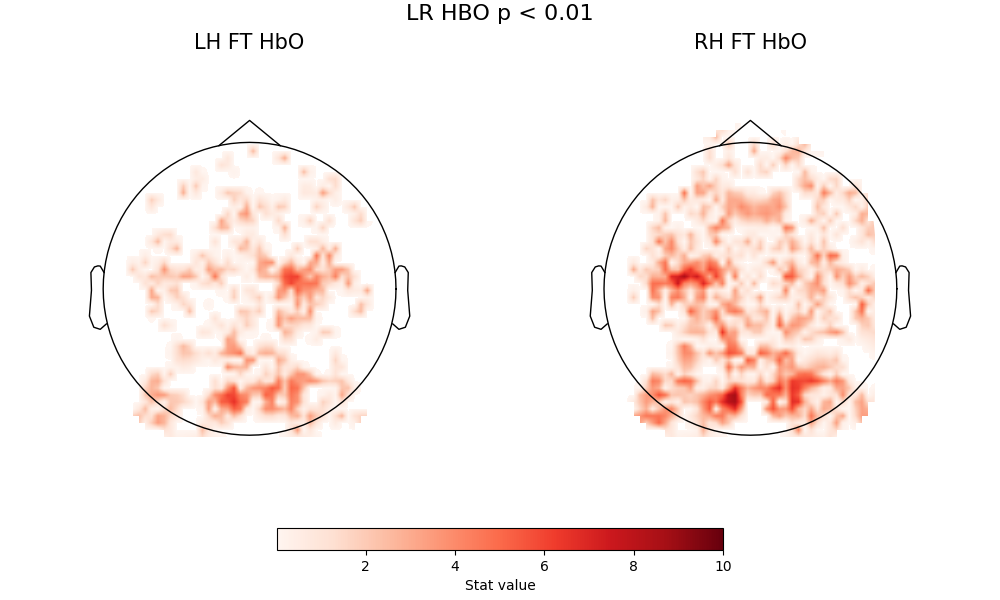 LR HBO p < 0.01
LH FT HbO
RH FT HbO
2 4 6 8 10
Stat value